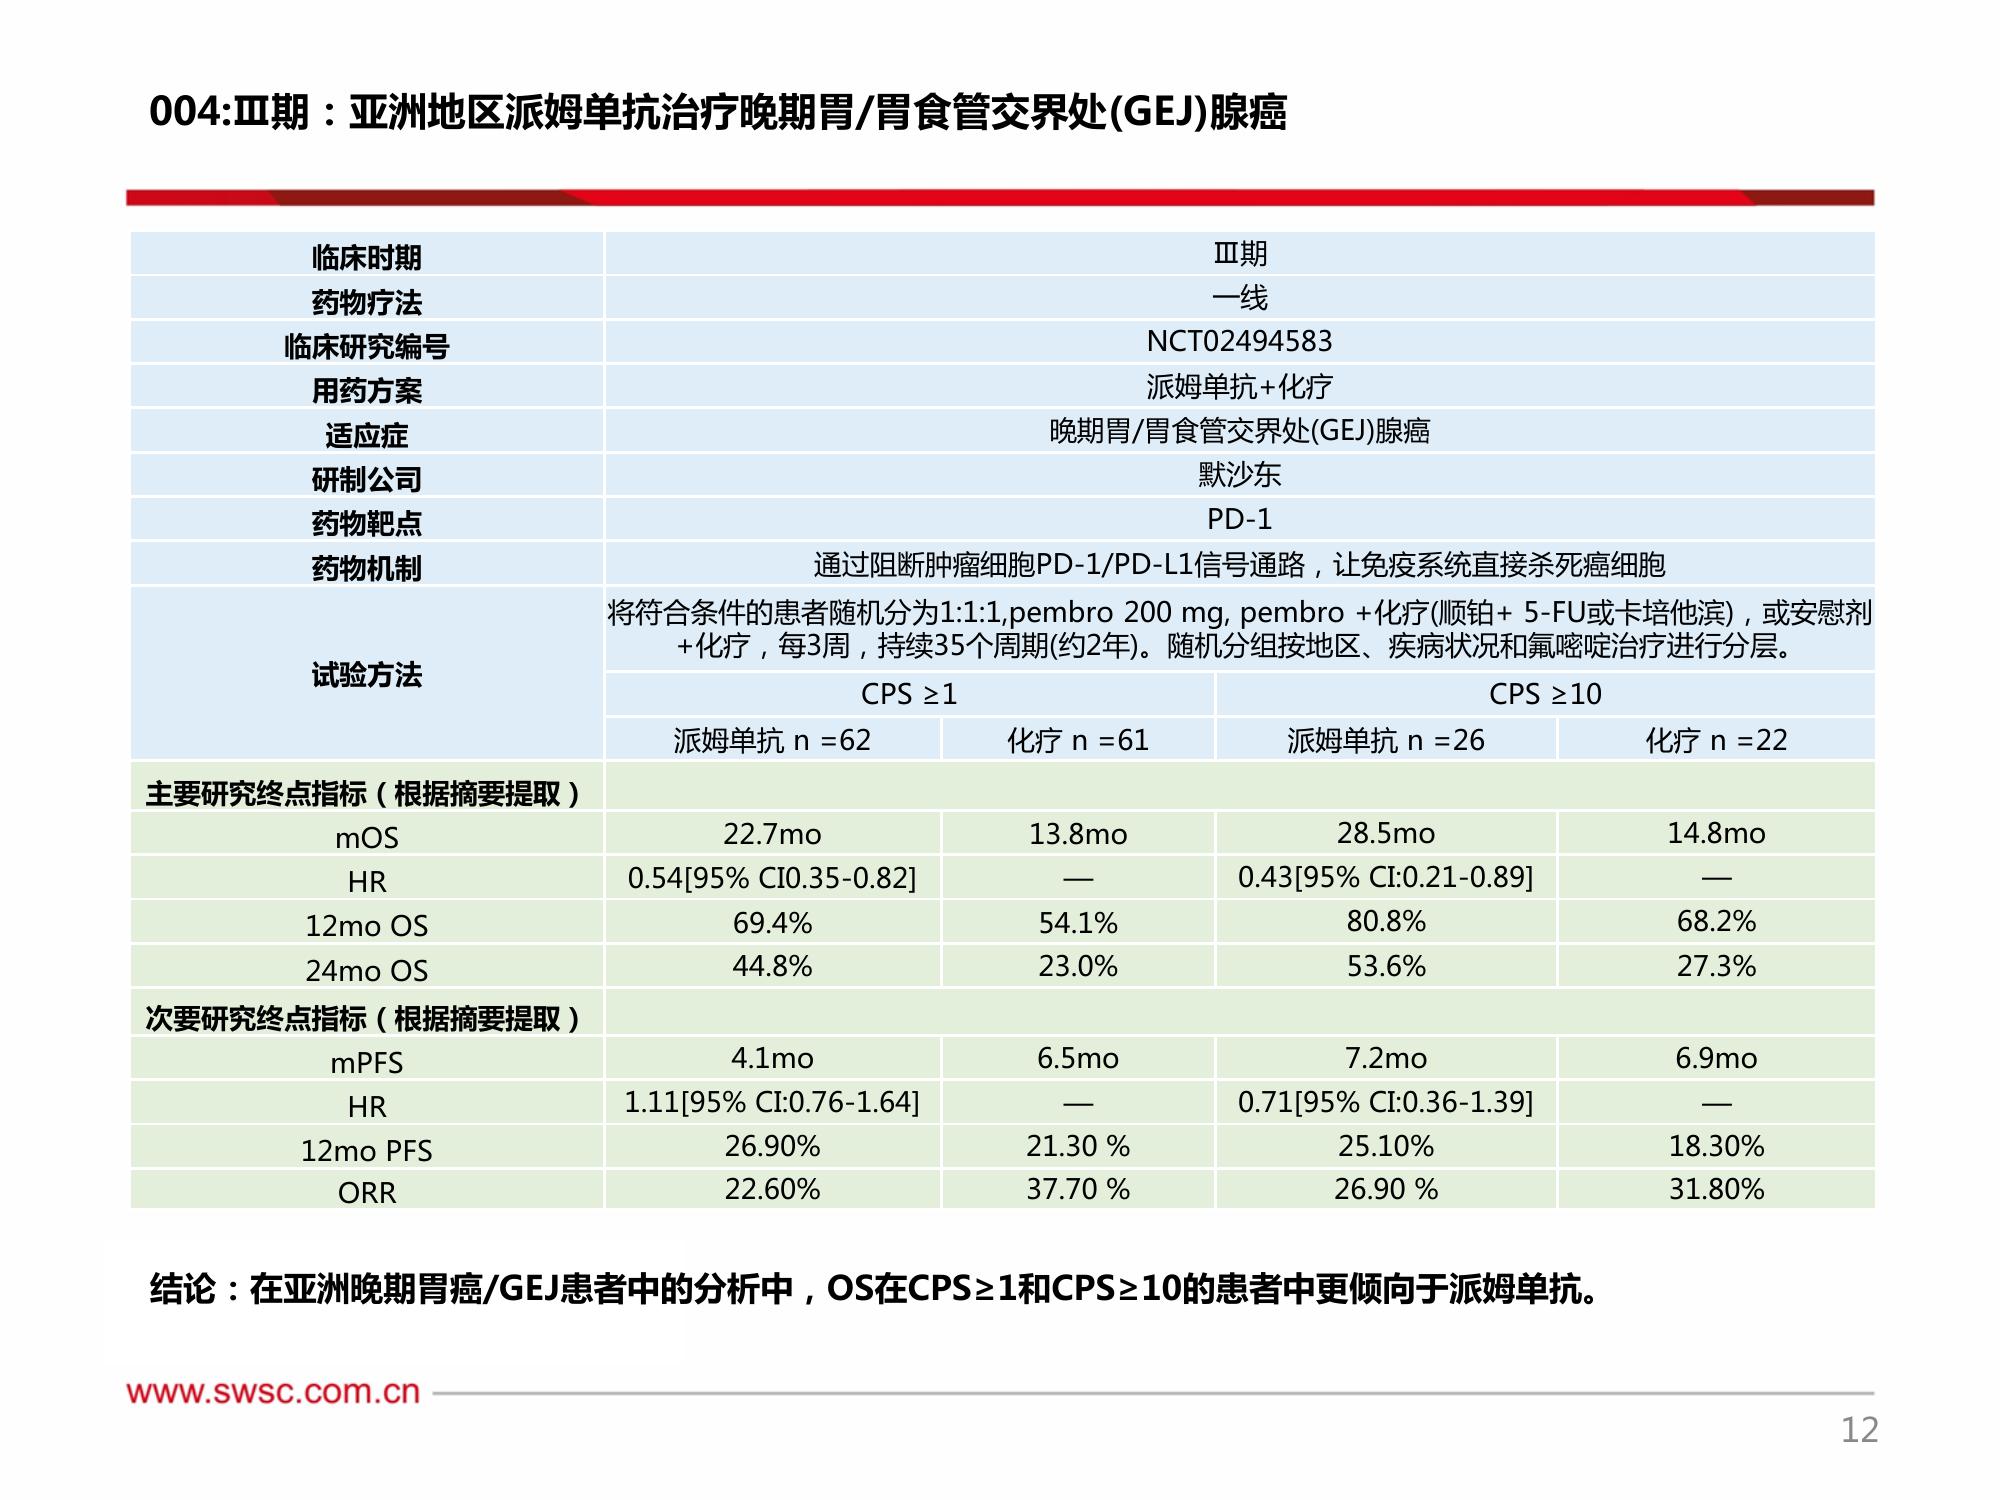 004:Ⅲ期：亚洲地区派姆单抗治疗晚期胃/胃食管交界处(GEJ)腺癌
临床时期 Ⅲ期
药物疗法 一线
临床研究编号 NCT02494583
用药方案 派姆单抗+化疗
适应症 晚期胃/胃食管交界处(GEJ)腺癌
研制公司 默沙东
药物靶点 PD-1
药物机制 通过阻断肿瘤细胞PD-1/PD-L1信号通路，让免疫系统直接杀死癌细胞
试验方法
将符合条件的患者随机分为1:1:1,pembro 200 mg, pembro +化疗(顺铂+ 5-FU或卡培他滨)，或安慰剂
+化疗，每3周，持续35个周期(约2年)。随机分组按地区、疾病状况和氟嘧啶治疗进行分层。
CPS ≥1 CPS ≥10
派姆单抗 n =62 化疗 n =61 派姆单抗 n =26 化疗 n =22
主要研究终点指标（根据摘要提取）
mOS 22.7mo 13.8mo 28.5mo 14.8mo
HR 0.54[95% CI0.35-0.82] — 0.43[95% CI:0.21-0.89] —
12mo OS 69.4% 54.1% 80.8% 68.2%
24mo OS 44.8% 23.0% 53.6% 27.3%
次要研究终点指标（根据摘要提取）
mPFS 4.1mo 6.5mo 7.2mo 6.9mo
HR 1.11[95% CI:0.76-1.64] — 0.71[95% CI:0.36-1.39] —
12mo PFS 26.90% 21.30 % 25.10% 18.30%
ORR 22.60% 37.70 % 26.90 % 31.80%
结论：在亚洲晚期胃癌/GEJ患者中的分析中，OS在CPS≥1和CPS≥10的患者中更倾向于派姆单抗。
www.swsc.com.cn
12